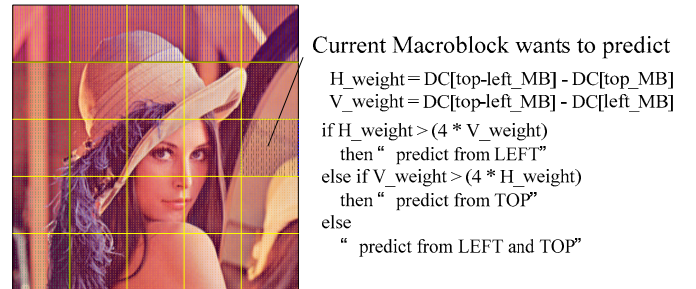 Current Macroblock wants to predict
H_weight = DC[top-left_MB] - DC[top_MB]
V_weight = DC[top-left_MB] - DC[left_MB]
if H_weight > (4 * V_weight)
then “ predict from LEFT”
else if V_weight > (4 * H_weight)
then “ predict from TOP”
else
“ predict from LEFT and TOP”